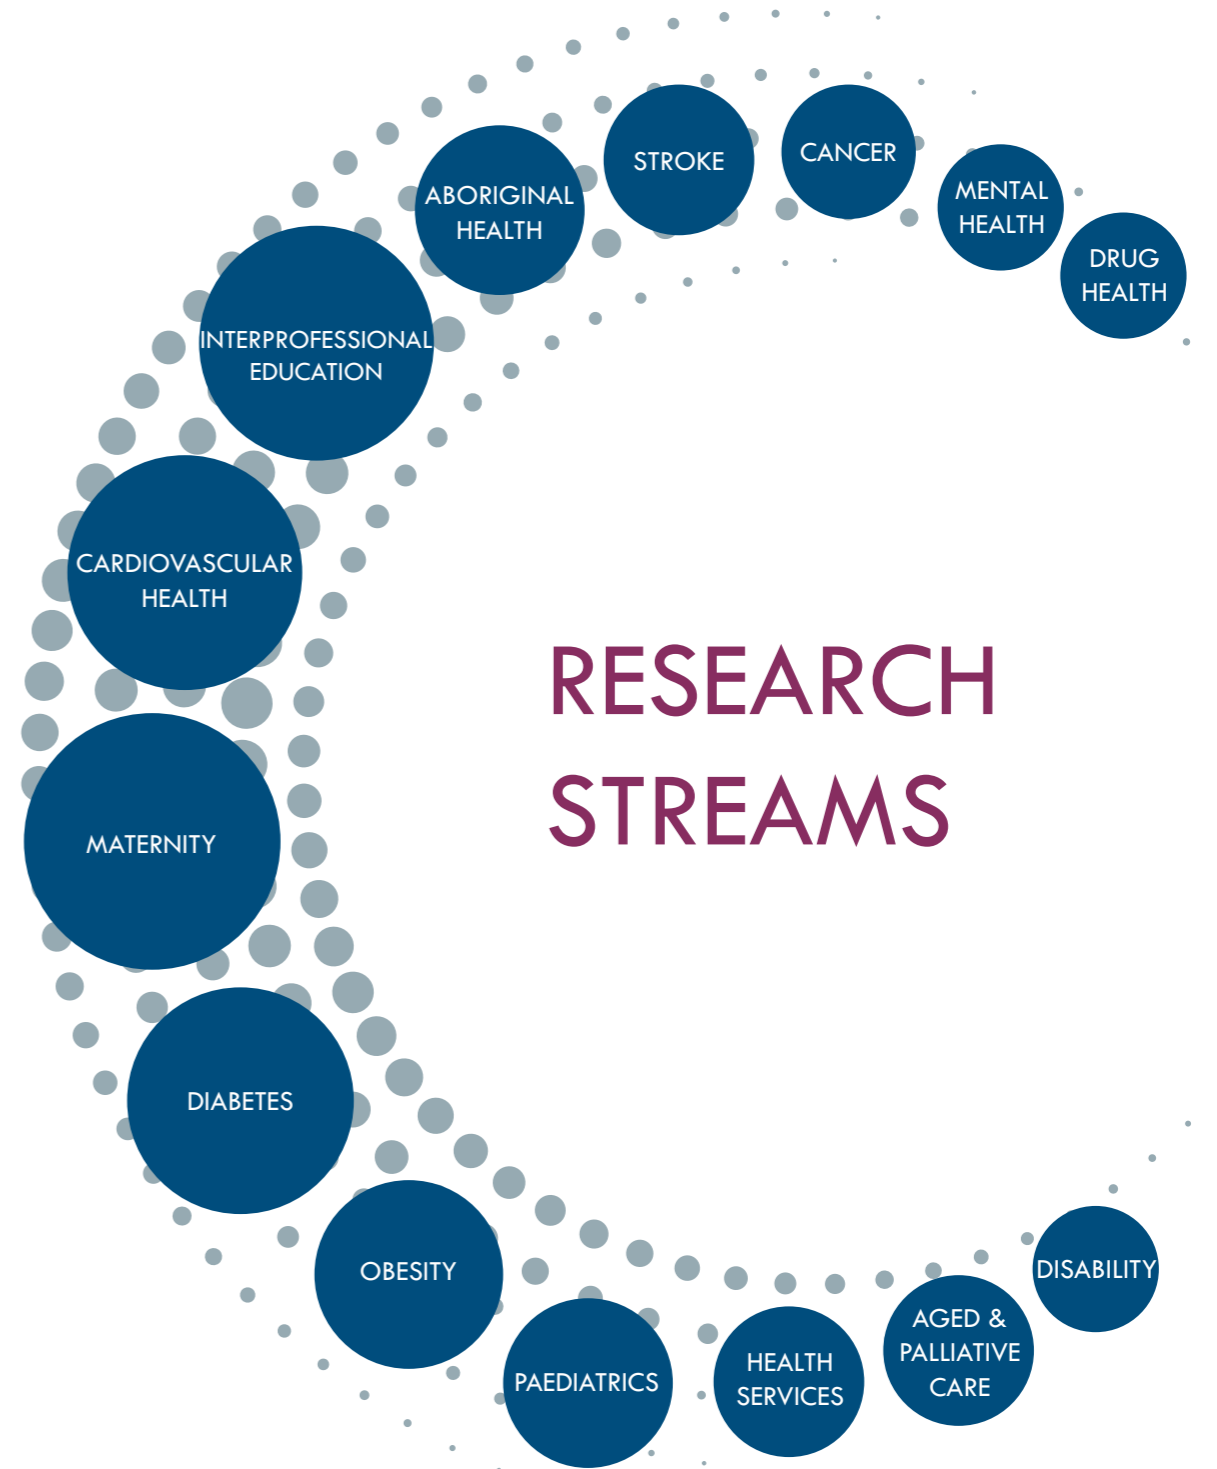 STROKE
CANCER
MENTAL
HEALTH
ABORIGINAL
HEALTH
DRUG
HEALTH
INTERPROFESSIONAL
EDUCATION
CARDIOVASCULAR
HEALTH
RESEARCH
STREAMS
MATERNITY
DIABETES
OBESITY
DISABILITY
PAEDIATRICS
HEALTH
SERVICES
AGED &
PALLIATIVE
CARE